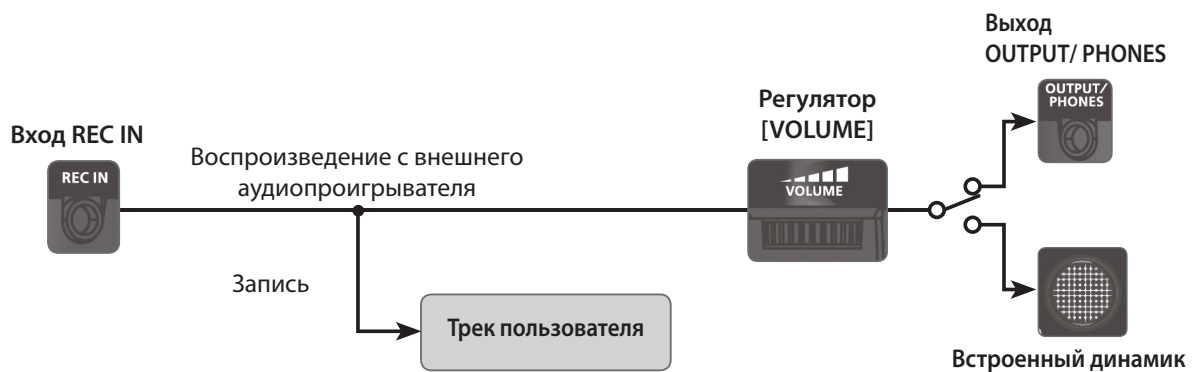 Выход
OUTPUT/ PHONES
OUTPUT/
PHONES
Регулятор
[VOLUME]
VOLUME
Вход REC IN
REC IN
Воспроизведение с внешнего
аудиопроигрывателя
Запись
Трек пользователя
Встроенный динамик